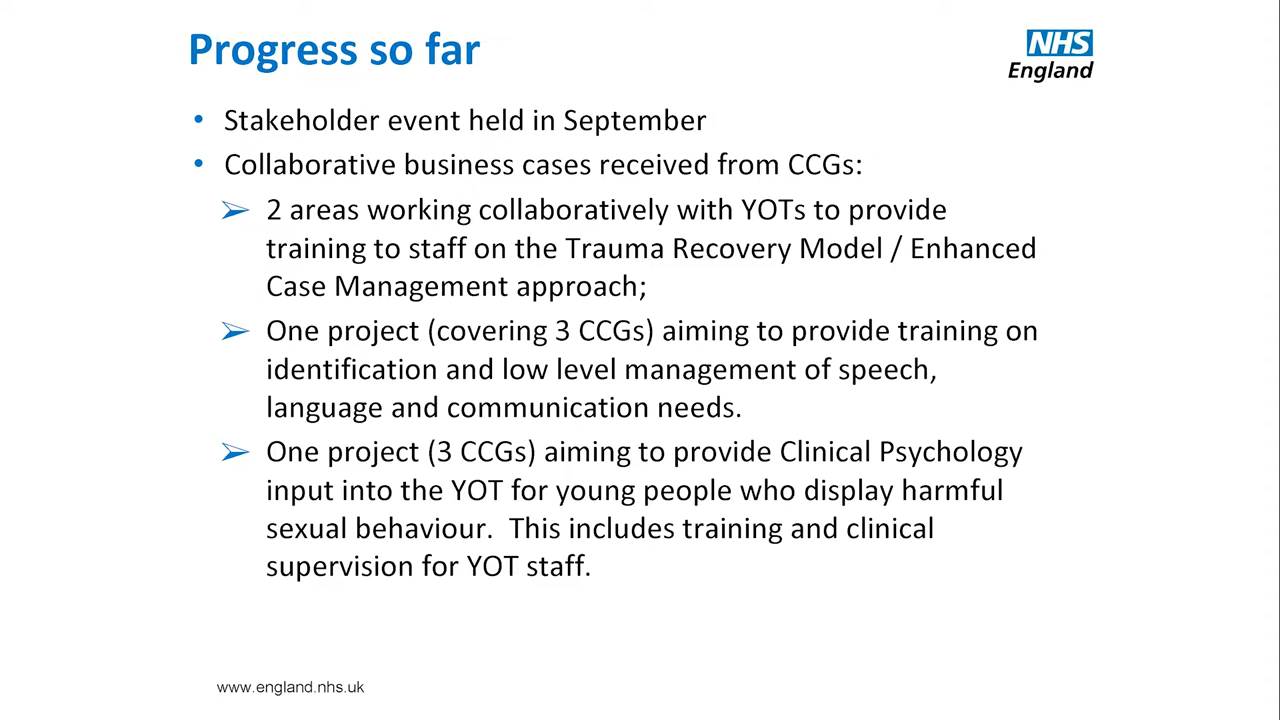 Progress so far
NHS
England
• Stakeholder event held in September
• Collaborative business cases received from CCGs:
➢ 2 areas working collaboratively with YOTs to provide
training to staff on the Trauma Recovery Model / Enhanced
Case Management approach;
➢ One project (covering 3 CCGs) aiming to provide training on
identification and low level management of speech,
language and communication needs.
➢ One project (3 CCGs) aiming to provide Clinical Psychology
input into the YOT for young people who display harmful
sexual behaviour.  This includes training and clinical
supervision for YOT staff.
www.england.nhs.uk